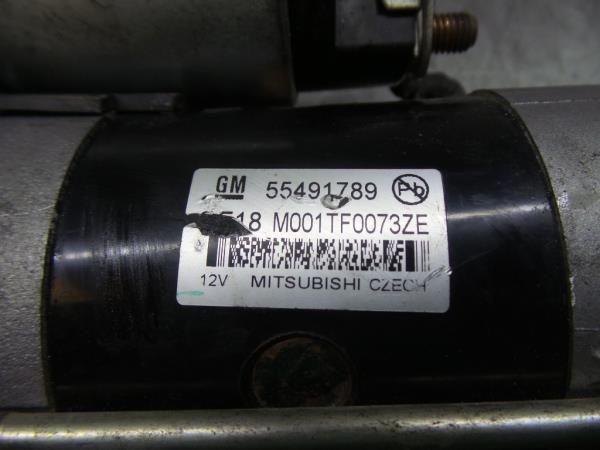 GM 55491789 Pb
M001TF0073ZE
12V MITSUBISHI CZECH